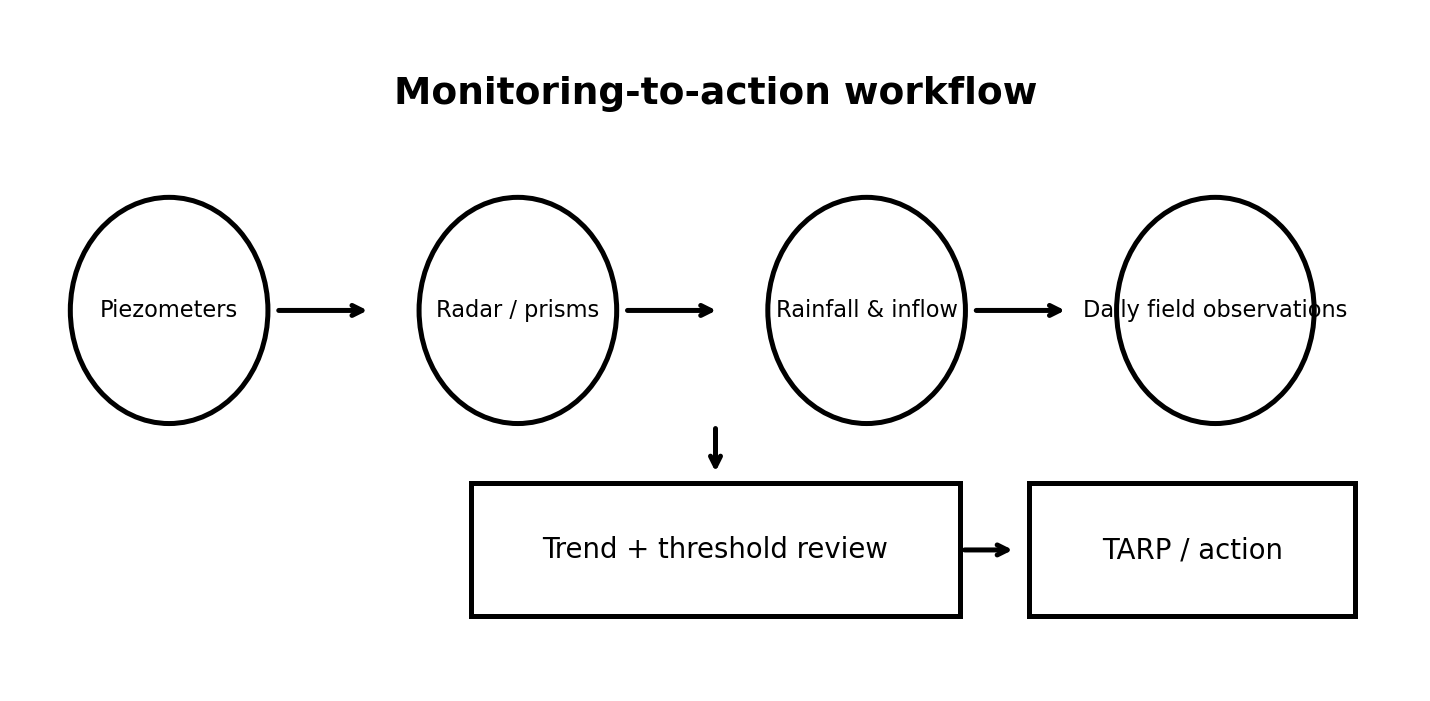 Monitoring-to-action workflow
Piezometers
Radar / prisms
Rainfall & inflow
Daily field observations
Trend + threshold review
TARP / action